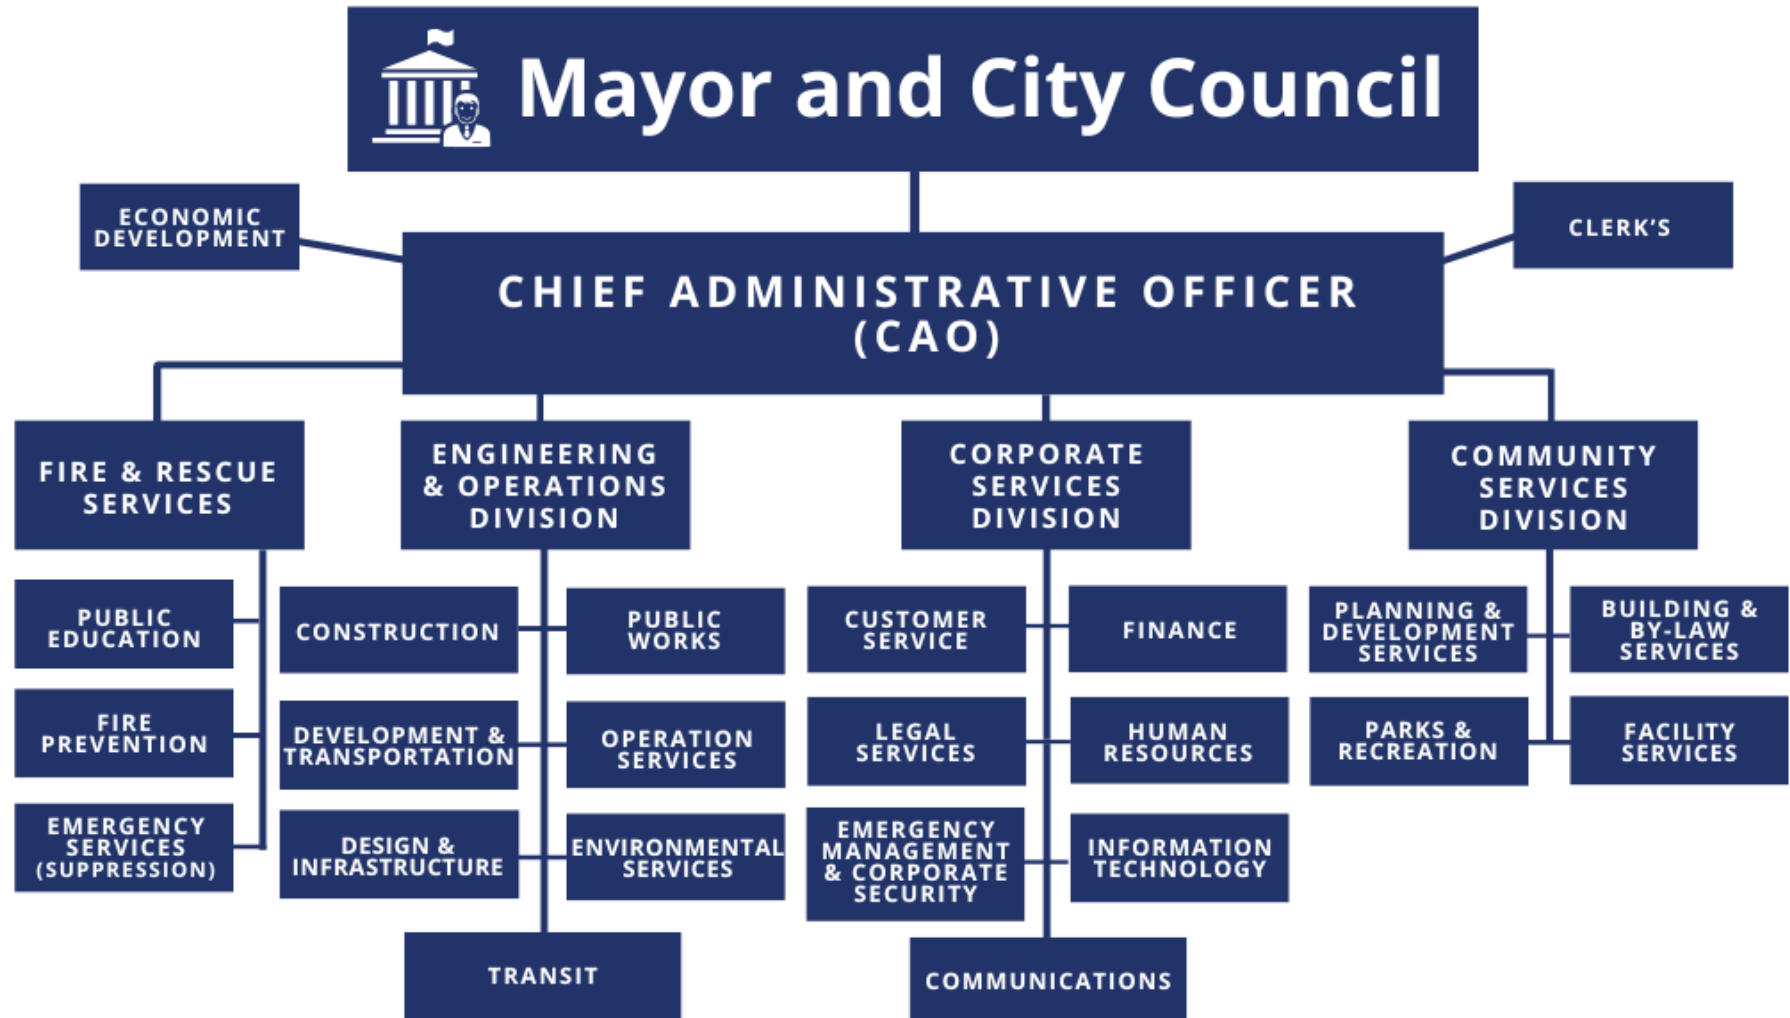 Mayor and City Council
ECONOMIC
DEVELOPMENT
CLERK'S
CHIEF ADMINISTRATIVE OFFICER
(CAO)
FIRE & RESCUE
SERVICES
ENGINEERING
& OPERATIONS
DIVISION
CORPORATE
SERVICES
DIVISION
COMMUNITY
SERVICES
DIVISION
PUBLIC
EDUCATION
FIRE
PREVENTION
EMERGENCY
SERVICES
(SUPPRESSION)
CONSTRUCTION
PUBLIC
WORKS
DEVELOPMENT &
TRANSPORTATION
OPERATION
SERVICES
DESIGN &
INFRASTRUCTURE
ENVIRONMENTAL
SERVICES
TRANSIT
CUSTOMER
SERVICE
FINANCE
LEGAL
SERVICES
HUMAN
RESOURCES
EMERGENCY
MANAGEMENT
& CORPORATE
SECURITY
INFORMATION
TECHNOLOGY
COMMUNICATIONS
PLANNING &
DEVELOPMENT
SERVICES
BUILDING &
BY-LAW
SERVICES
PARKS &
RECREATION
FACILITY
SERVICES